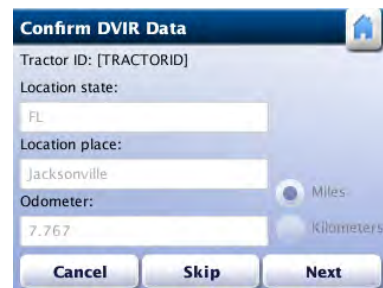 Confirm DVIR Data
Tractor ID: [TRACTORID]
Location state:
FL
Location place:
Jacksonville
Miles
Odometer:
7.767
Kilometers
Cancel Skip Next